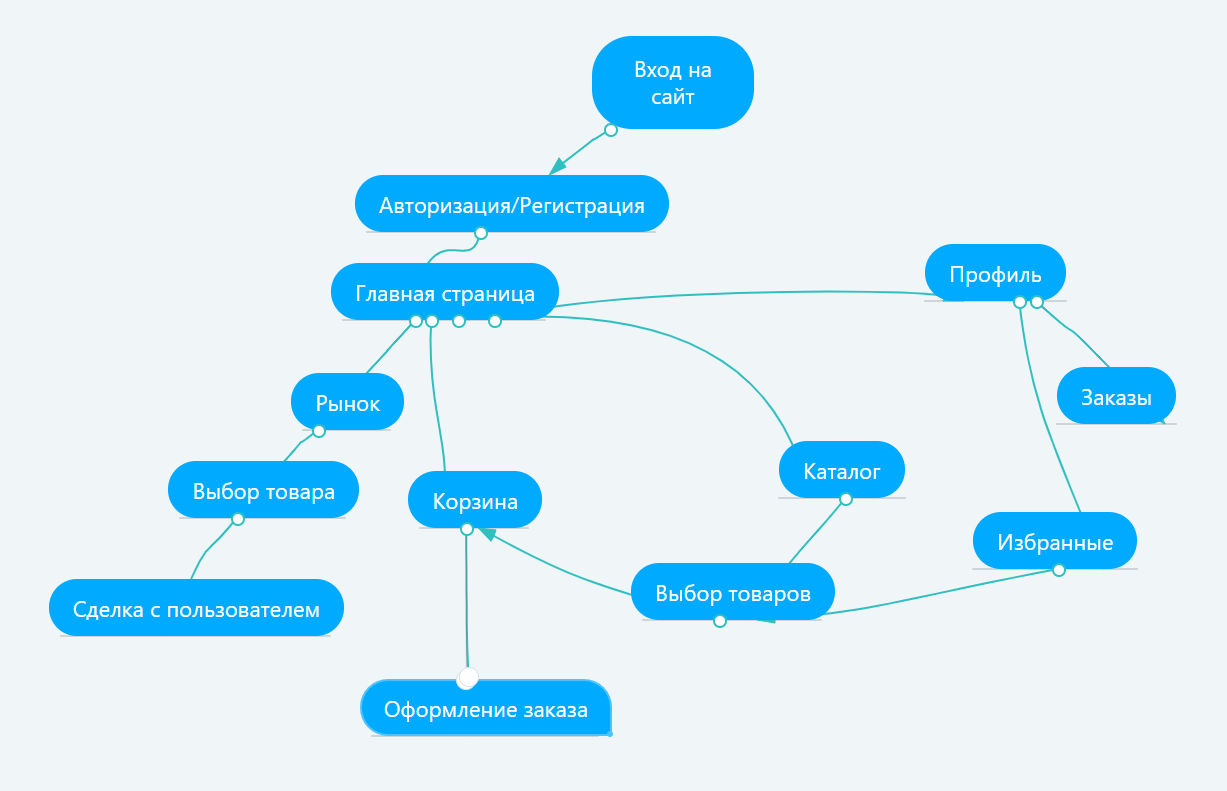 Вход на
сайт
Авторизация/Регистрация
Главная страница
Профиль
Рынок
Заказы
Выбор товара
Корзина
Каталог
Избранные
Сделка с пользователем
Выбор товаров
Оформление заказа